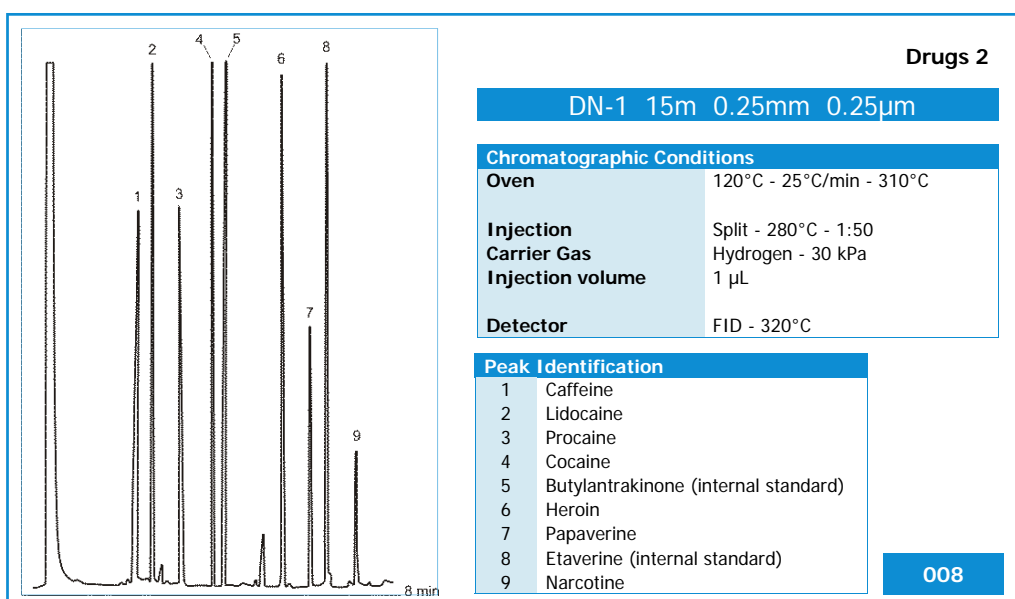 2
4
5
6
8
1
3
7
9
8 min
Drugs 2
DN-1 15m 0.25mm 0.25µm
Chromatographic Conditions
Oven 120°C - 25°C/min - 310°C
Injection Split - 280°C - 1:50
Carrier Gas Hydrogen - 30 kPa
Injection volume 1 µL
Detector FID - 320°C
Peak Identification
1 Caffeine
2 Lidocaine
3 Procaine
4 Cocaine
5 Butylantrakinone (internal standard)
6 Heroin
7 Papaverine
8 Etaverine (internal standard)
9 Narcotine
008